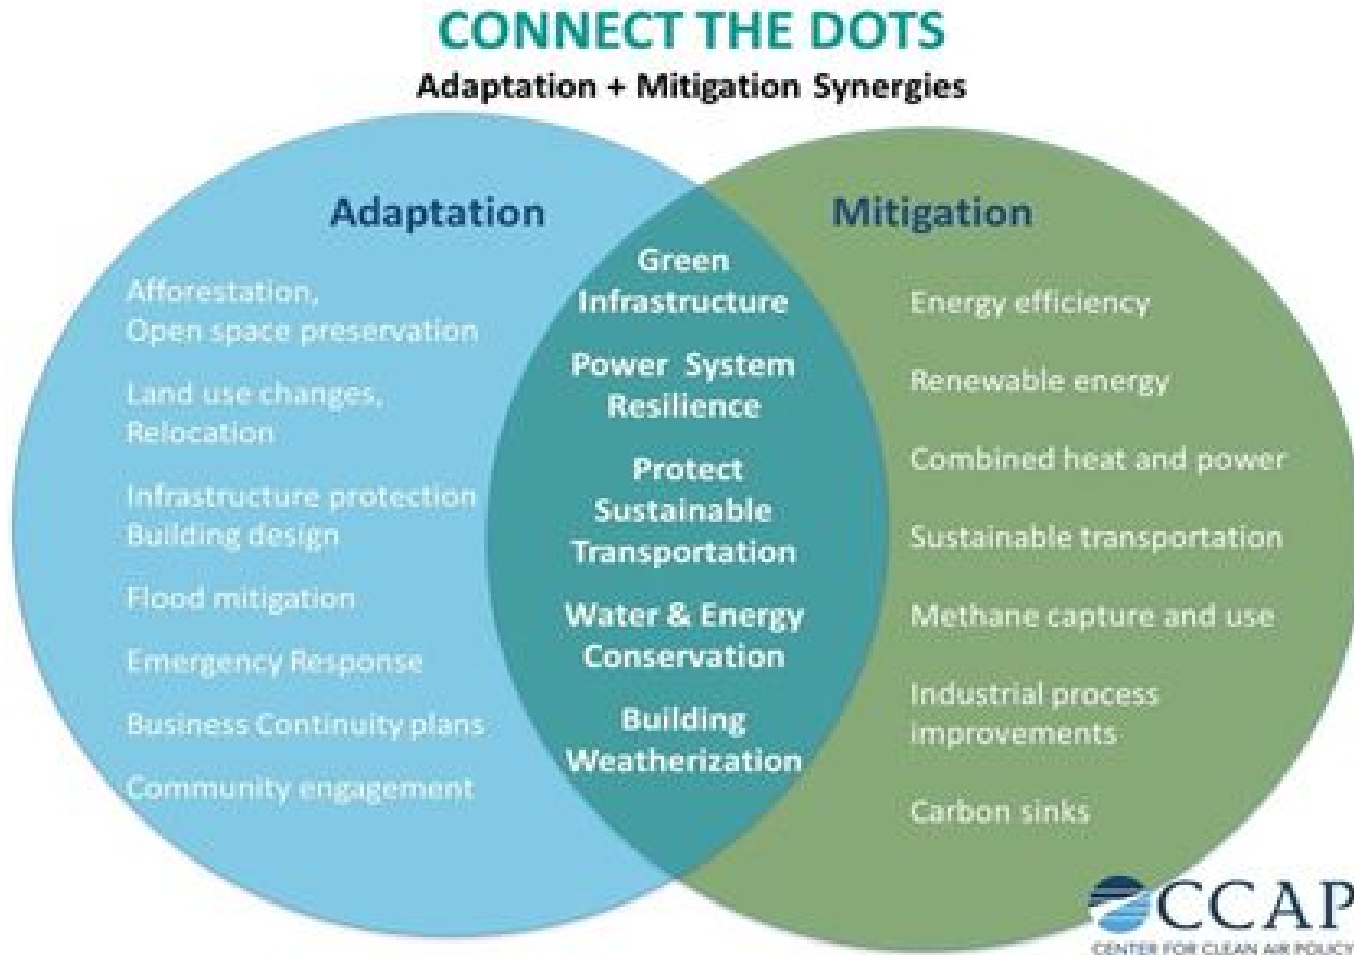 CONNECT THE DOTS
Adaptation + Mitigation Synergies
Adaptation
Afforestation,
Open space preservation
Land use changes,
Relocation
Infrastructure protection
Building design
Flood mitigation
Emergency Response
Business Continuity plans
Community engagement
Green
Infrastructure
Power System
Resilience
Protect
Sustainable
Transportation
Water & Energy
Conservation
Building
Weatherization
Mitigation
Energy efficiency
Renewable energy
Combined heat and power
Sustainable transportation
Methane capture and use
Industrial process
improvements
Carbon sinks
CCAP
CENTER FOR CLEAN AIR POLICY